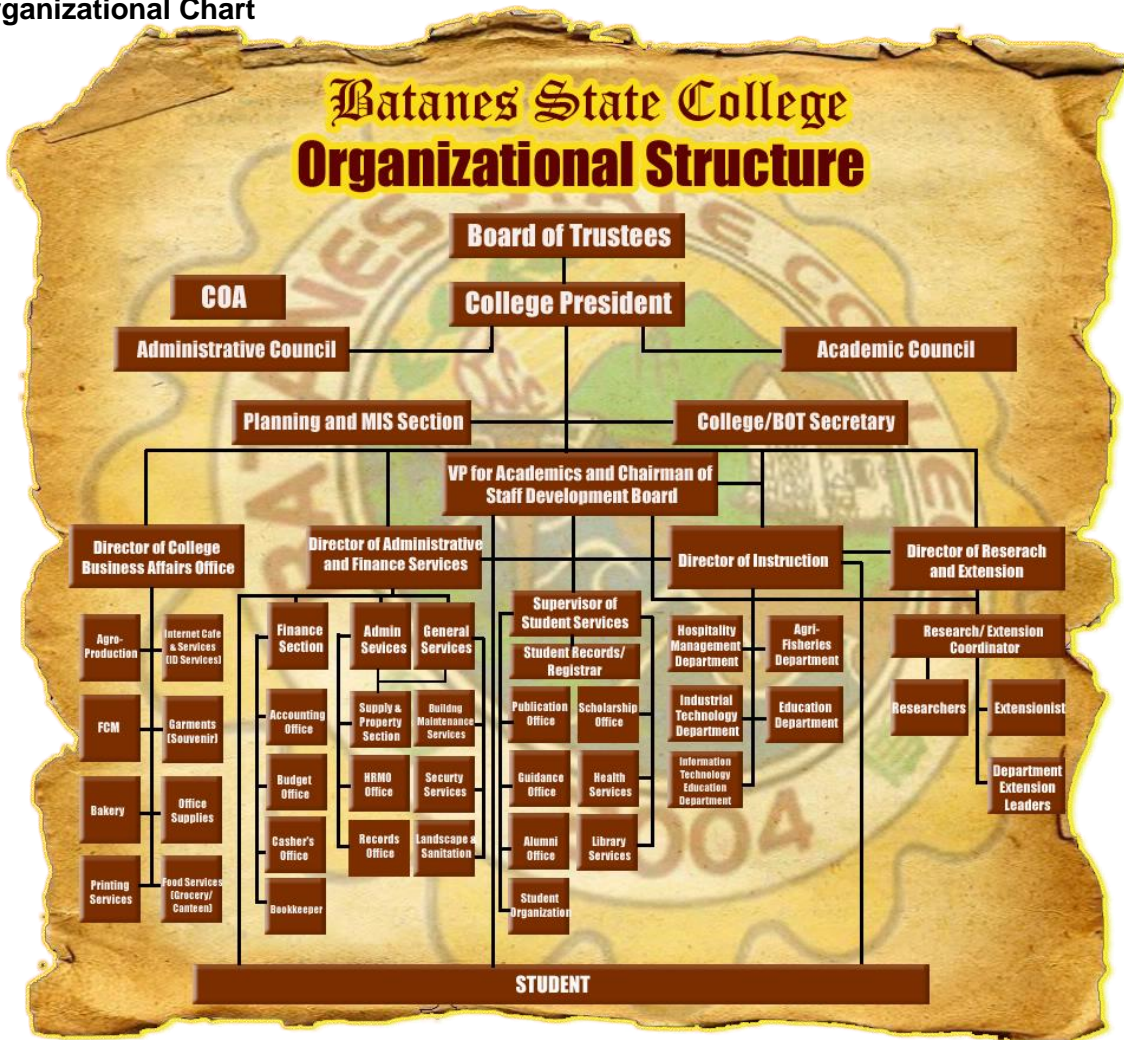 rganizational Chart
Batanes State College
Organizational Structure
Board of Trustees
COA
College President
Administrative Council
Academic Council
Planning and MIS Section
College/BOT Secretary
VP for Academics and Chairman of
Staff Development Board
Director of College
Business Affairs Office
Director of Administrative
and Finance Services
Director of Instruction
Director of Reserach
and Extension
Agro-
Production
Internet Cafe
& Services
(ID Services)
FCM
Garments
(Souvenir)
Bakery
Office
Supplies
Printing
Services
Food Services
(Grocery/
Canteen)
Finance
Section
Admin
Sevices
General
Services
Accounting
Office
Supply &
Property
Section
Buildng
Maintenance
Services
Budget
Office
HRMO
Office
Securty
Services
Casher's
Office
Records
Office
Landscape &
Sanitation
Bookkeeper
Supervisor of
Student Services
Student Records/
Registrar
Publication
Office
Scholarship
Office
Guidance
Office
Health
Services
Alumni
Office
Library
Services
Student
Organization
Hospitality
Management
Department
Agri-
Fisheries
Department
Industrial
Technology
Department
Education
Department
Information
Technology
Education
Department
Research/ Extension
Coordinator
Researchers
Extensionist
Department
Extension
Leaders
STUDENT
BATANES STATE COLLEGE
2004